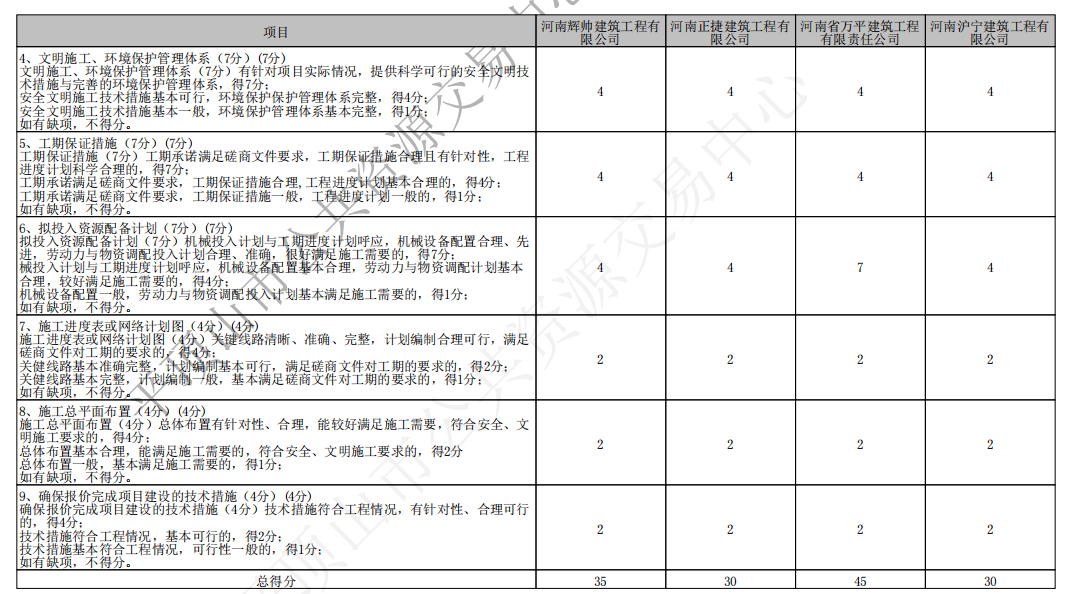 项目
河南辉帅建筑工程有
限公司
河南正捷建筑工程有
限公司
河南省万平建筑工程
有限责任公司
河南沪宁建筑工程有
限公司
4、文明施工、环境保护管理体系（7分）(7分)
文明施工、环境保护管理体系（7分）有针对项目实际情况，提供科学可行的安全文明技
术措施与完善的环境保护管理体系，得7分；
安全文明施工技术措施基本可行，环境保护保护管理体系完整，得4分；
安全文明施工技术措施基本一般，环境保护管理体系基本完整，得1分；
如有缺项，不得分。
4 4 4 4
5、工期保证措施（7分）(7分)
工期保证措施（7分）工期承诺满足磋商文件要求，工期保证措施合理且有针对性，工程
进度计划科学合理的，得7分；
工期承诺满足磋商文件要求，工期保证措施合理,工程进度计划基本合理的，得4分；
工期承诺满足磋商文件要求，工期保证措施一般，工程进度计划一般的，得1分；
如有缺项，不得分。
4 4 4 4
6、拟投入资源配备计划（7分）(7分)
拟投入资源配备计划（7分）机械投入计划与工期进度计划呼应，机械设备配置合理、先
进，劳动力与物资调配投入计划合理、准确，很好满足施工需要的，得7分；
械投入计划与工期进度计划呼应，机械设备配置基本合理，劳动力与物资调配计划基本
合理，较好满足施工需要的，得4分；
机械设备配置一般，劳动力与物资调配投入计划基本满足施工需要的，得1分；
如有缺项，不得分。
4 4 7 4
7、施工进度表或网络计划图（4分）(4分)
施工进度表或网络计划图（4分）关键线路清晰、准确、完整，计划编制合理可行，满足
磋商文件对工期的要求的，得4分；
关健线路基本准确完整，计划编制基本可行，满足磋商文件对工期的要求的，得2分；
关健线路基本完整，计划编制一般，基本满足磋商文件对工期的要求的，得1分；
如有缺项，不得分。
2 2 2 2
8、施工总平面布置（4分）(4分)
施工总平面布置（4分）总体布置有针对性、合理，能较好满足施工需要，符合安全、文
明施工要求的，得4分；
总体布置基本合理，能满足施工需要的，符合安全、文明施工要求的，得2分
总体布置一般，基本满足施工需要的，得1分；
如有缺项，不得分。
2 2 2 2
9、确保报价完成项目建设的技术措施（4分）(4分)
确保报价完成项目建设的技术措施（4分）技术措施符合工程情况，有针对性、合理可行
的，得4分；
技术措施符合工程情况，基本可行的，得2分；
技术措施基本符合工程情况，可行性一般的，得1分；
如有缺项，不得分。
2 2 2 2
总得分 35 30 45 30
平顶山市公共资源交易中心
平顶山市公共资源交易中心